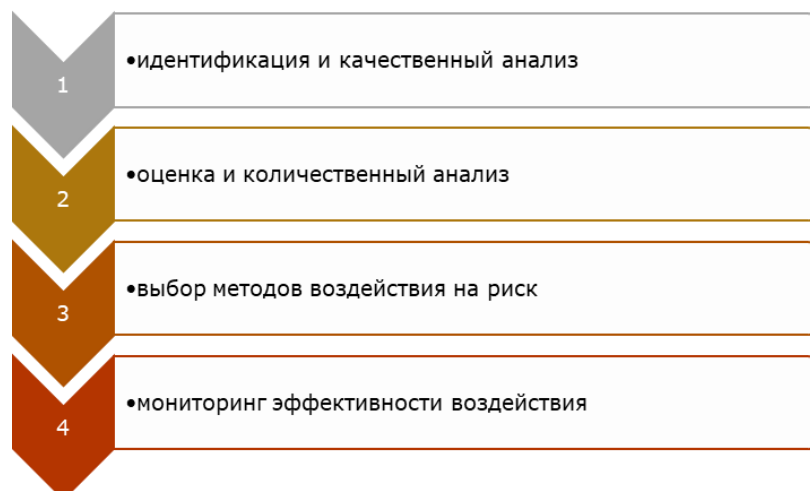 1
•идентификация и качественный анализ
2
•оценка и количественный анализ
3
•выбор методов воздействия на риск
4
•мониторинг эффективности воздействия